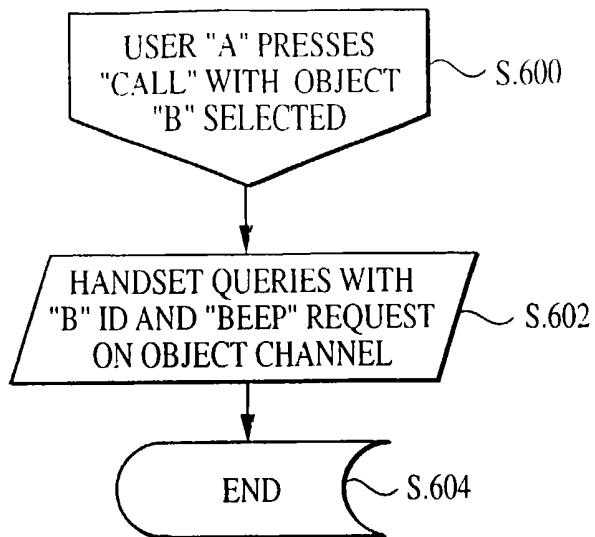 USER "A" PRESSES
"CALL" WITH OBJECT
"B" SELECTED
S.600
HANDSET QUERIES WITH
"B" ID AND "BEEP" REQUEST
ON OBJECT CHANNEL
S.602
END
S.604